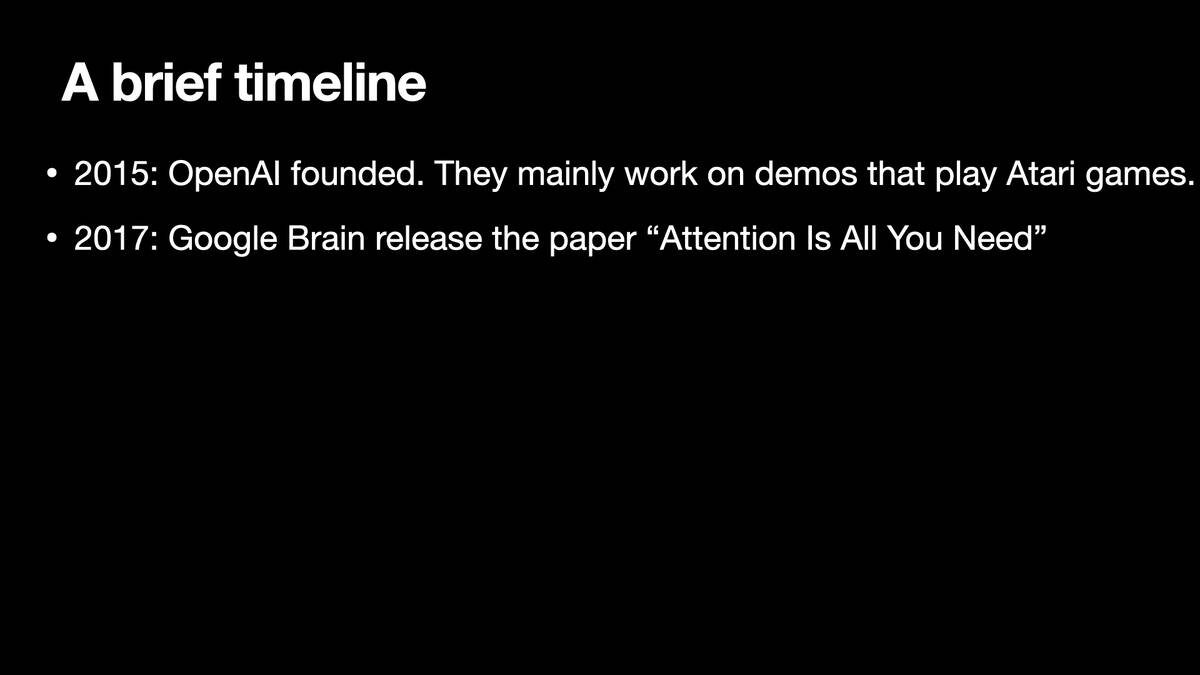 A brief timeline
• 2015: OpenAI founded. They mainly work on demos that play Atari games.
• 2017: Google Brain release the paper “Attention Is All You Need”